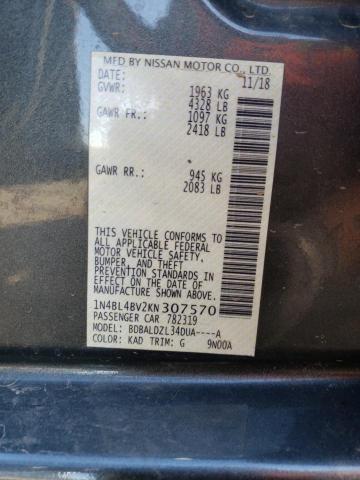 MFD BY NISSAN MOTOR CO., LTD.
DATE: 11/18
GVWR: 1963 KG
4328 LB
GAWR FR.: 1097 KG
2418 LB
GAWR RR.: 945 KG
2083 LB
THIS VEHICLE CONFORMS TO
ALL APPLICABLE FEDERAL
MOTOR VEHICLE SAFETY,
BUMPER, AND THEFT
PREVENTION STANDARDS
IN EFFECT ON THE DATE OF
MANUFACTURE SHOWN ABOVE.
1N4BL4BV2KN307570
PASSENGER CAR 782319
MODEL: BDBALDZL34DUA----A
COLOR: KAD TRIM: G 9N00A